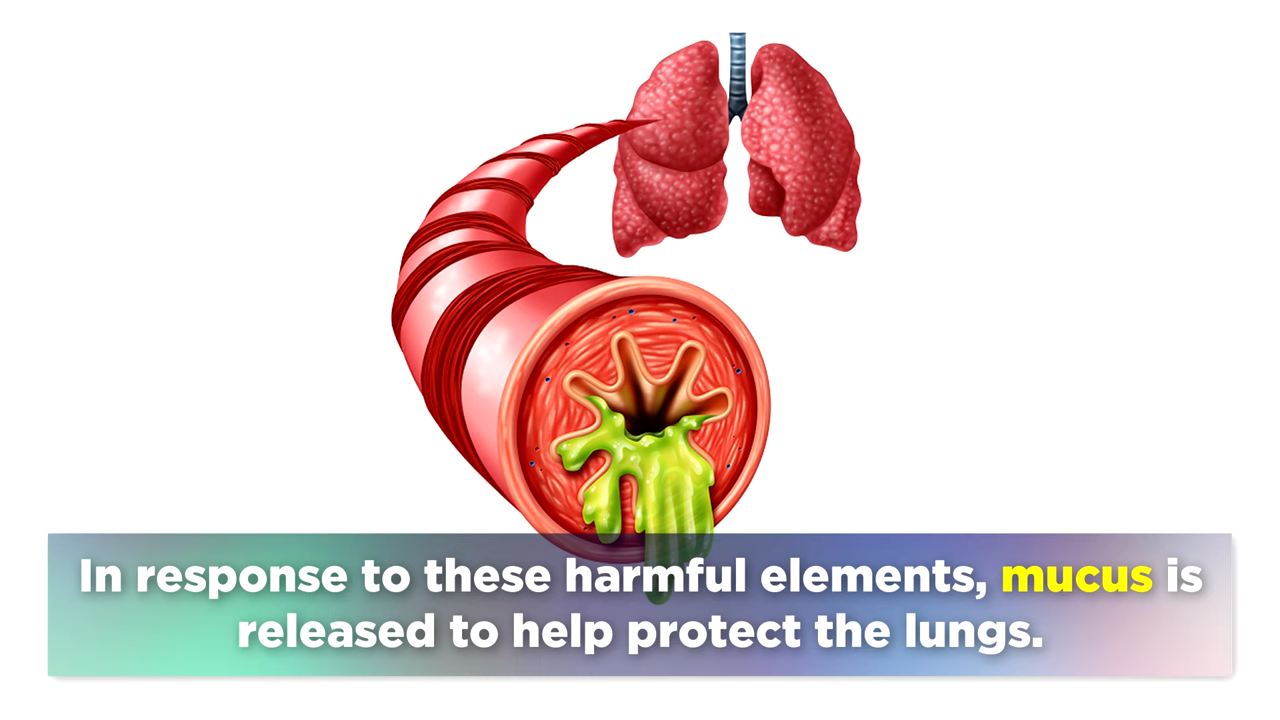 In response to these harmful elements, mucus is
released to help protect the lungs.